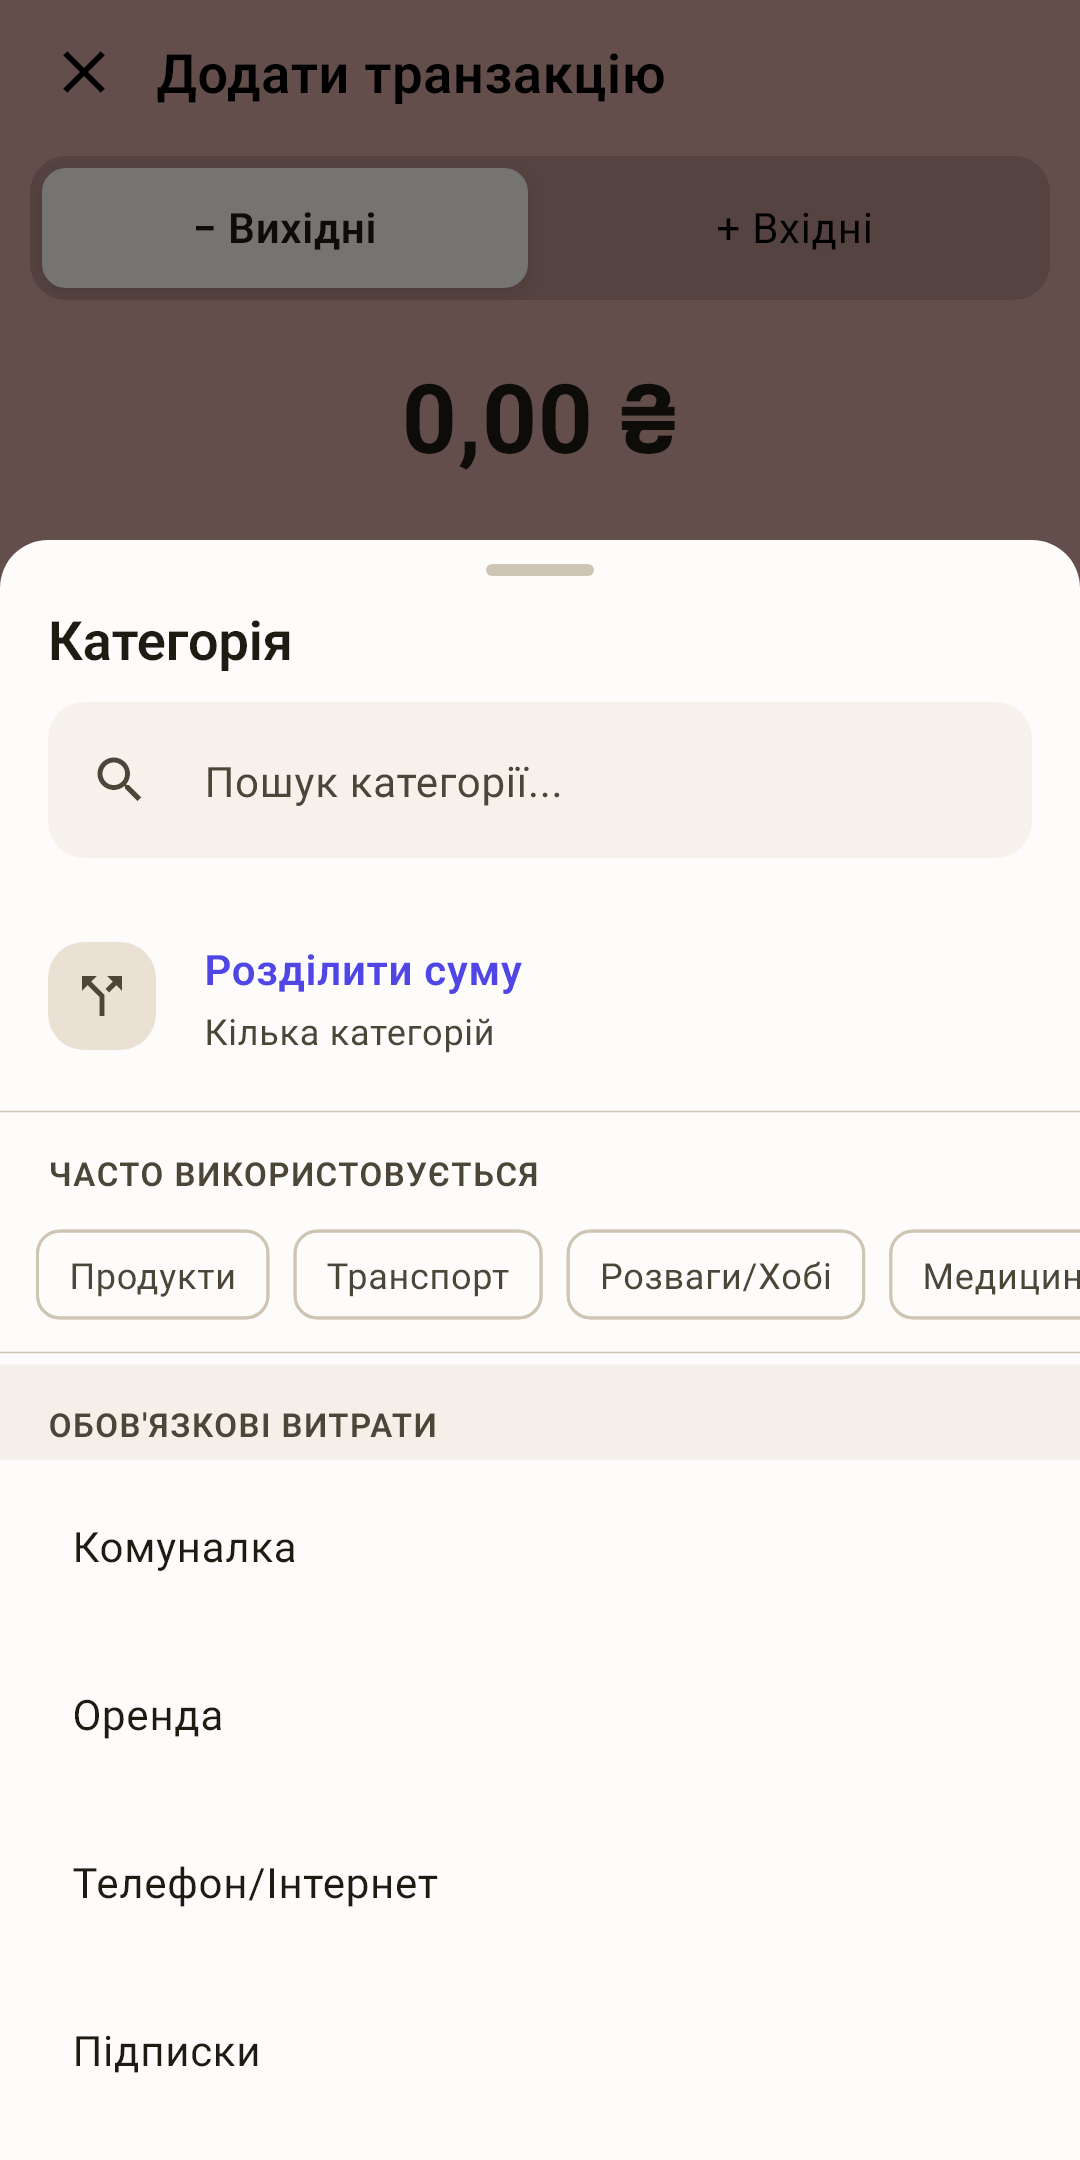 Додати транзакцію
− Вихідні
+ Вхідні
0,00 ₴
Категорія
Пошук категорії...
Розділити суму
Кілька категорій
ЧАСТО ВИКОРИСТОВУЄТЬСЯ
Продукти
Транспорт
Розваги/Хобі
Медицин
ОБОВ'ЯЗКОВІ ВИТРАТИ
Комуналка
Оренда
Телефон/Інтернет
Підписки